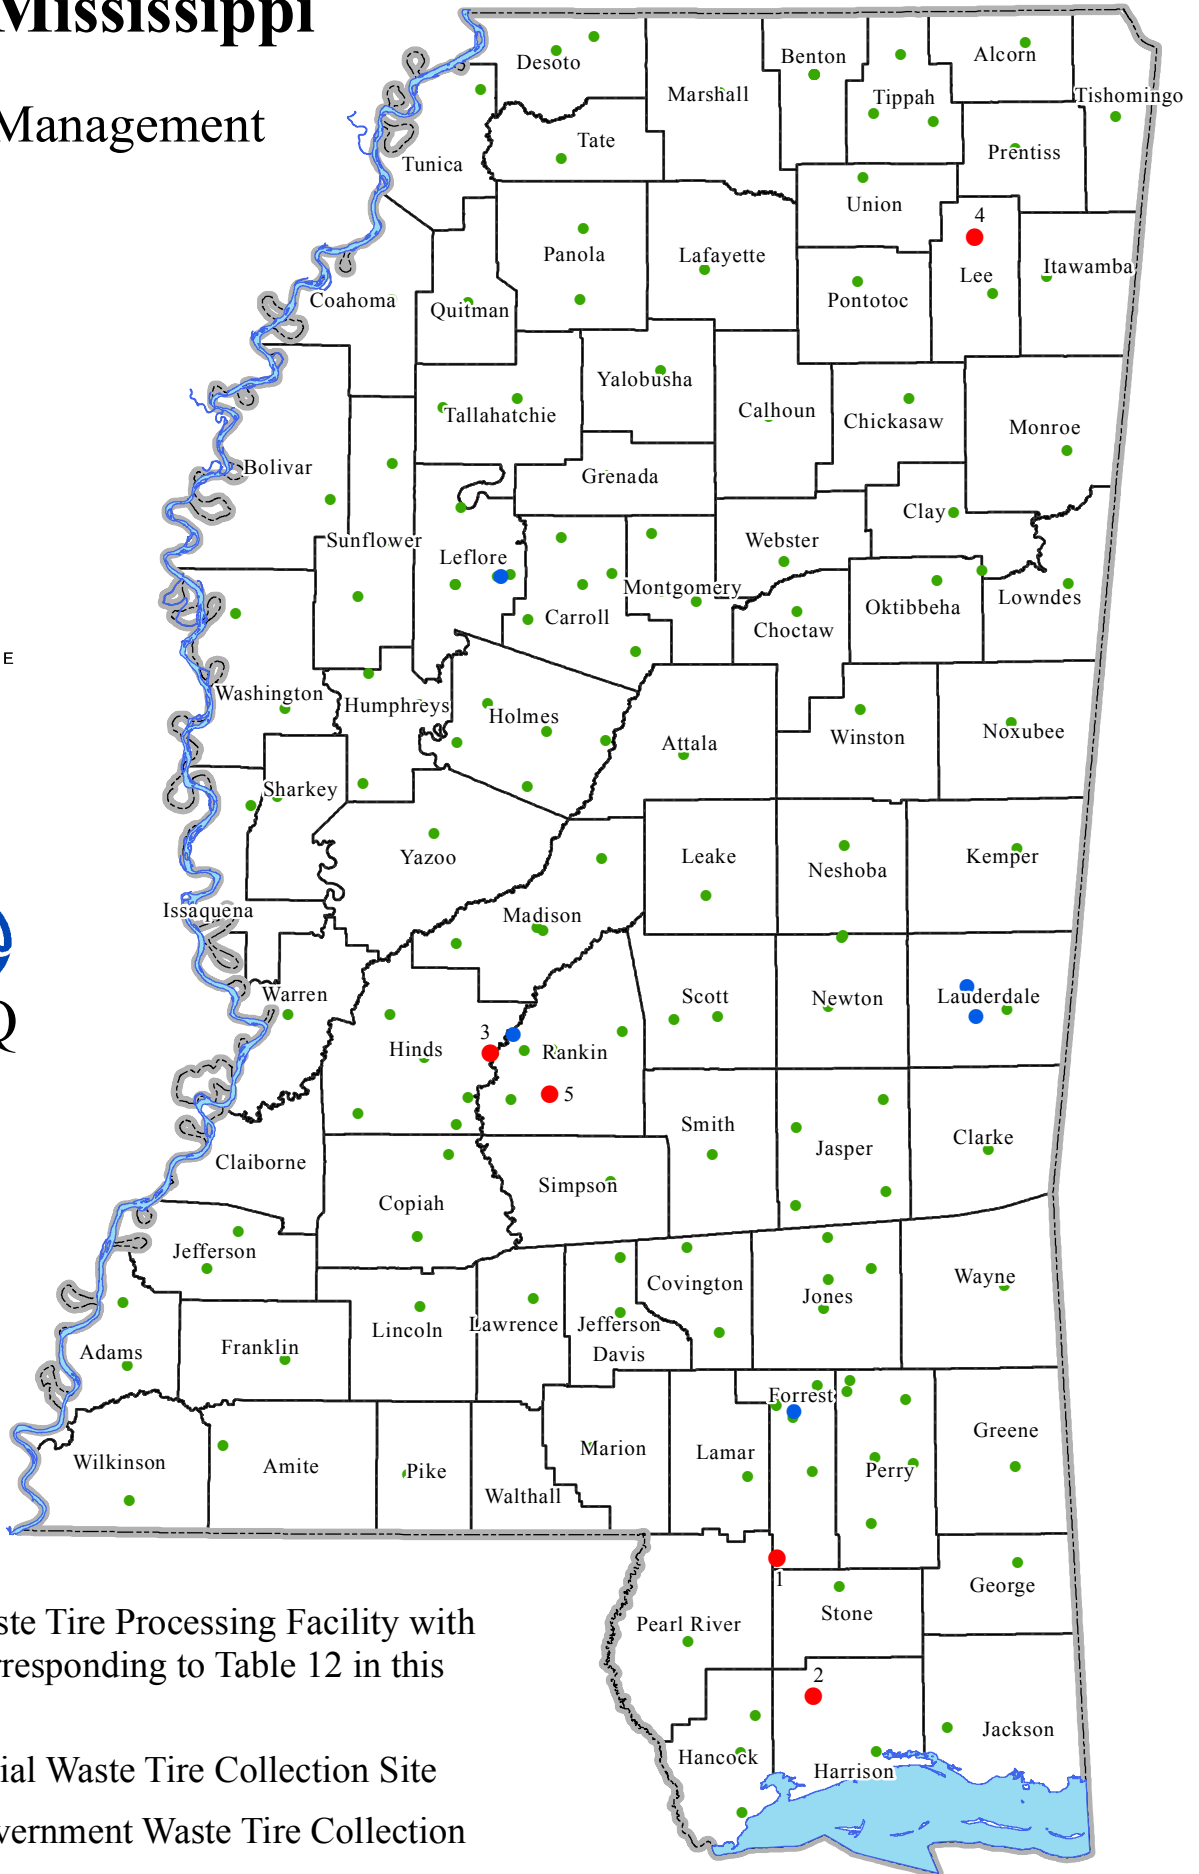 Mississippi
Management
Desoto
Marshall
Benton
Tippah
Alcorn
Tishomingo
Tunica
Tate
Prentiss
Union
4
Panola
Lafayette
Lee
Itawamba
Coahoma
Quitman
Pontotoc
Yalobusha
Tallahatchie
Calhoun
Chickasaw
Monroe
Bolivar
Grenada
Clay
Sunflower
Leflore
Webster
Montgomery
Carroll
Choctaw
Oktibbeha
Lowndes
E
Washington
Humphreys
Holmes
Attala
Winston
Noxubee
Sharkey
Yazoo
Leake
Neshoba
Kemper
Issaquena
Madison
Warren
Scott
Newton
Lauderdale
Q
3
Hinds
Rankin
5
Smith
Jasper
Clarke
Claiborne
Copiah
Simpson
Jefferson
Covington
Wayne
Jones
Lincoln
Lawrence
Jefferson
Davis
Adams
Franklin
Forrest
Wilkinson
Amite
Pike
Walthall
Marion
Lamar
Perry
Greene
1
George
Stone
Pearl River
2
Jackson
Hancock
Harrison
ste Tire Processing Facility with
rresponding to Table 12 in this
ial Waste Tire Collection Site
vernment Waste Tire Collection